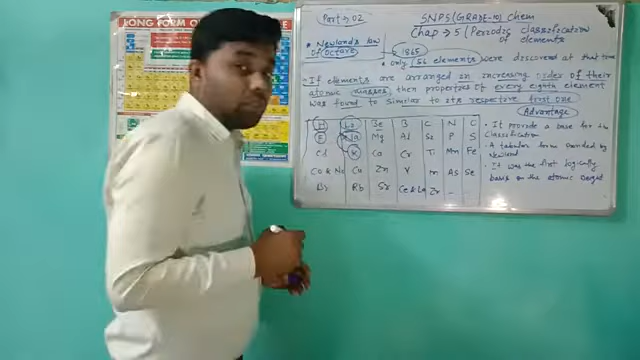 LONG FORM O
Part → 02
SNPS (GRADE-10) Chem
Chap → 5 (Periodic classification of elements
• Newland's law of Octave → 1865
• only 56 elements were discovered at that time
• If elements are arranged in increasing order of their
atomic masses, then properties of every eighth element
was found to similar to its respective first one
Advantage
H Li Be B C N O
F Na Mg Al Si P S
K Ca Cr Ti Mn Fe
Co & Ni Cu Zn Y In As Se
Br Rb Sr Ce & La Zr - -
• It provide a base for the
classification
• A tabular form by
Newland
• It was the first logically
basis on the atomic weight